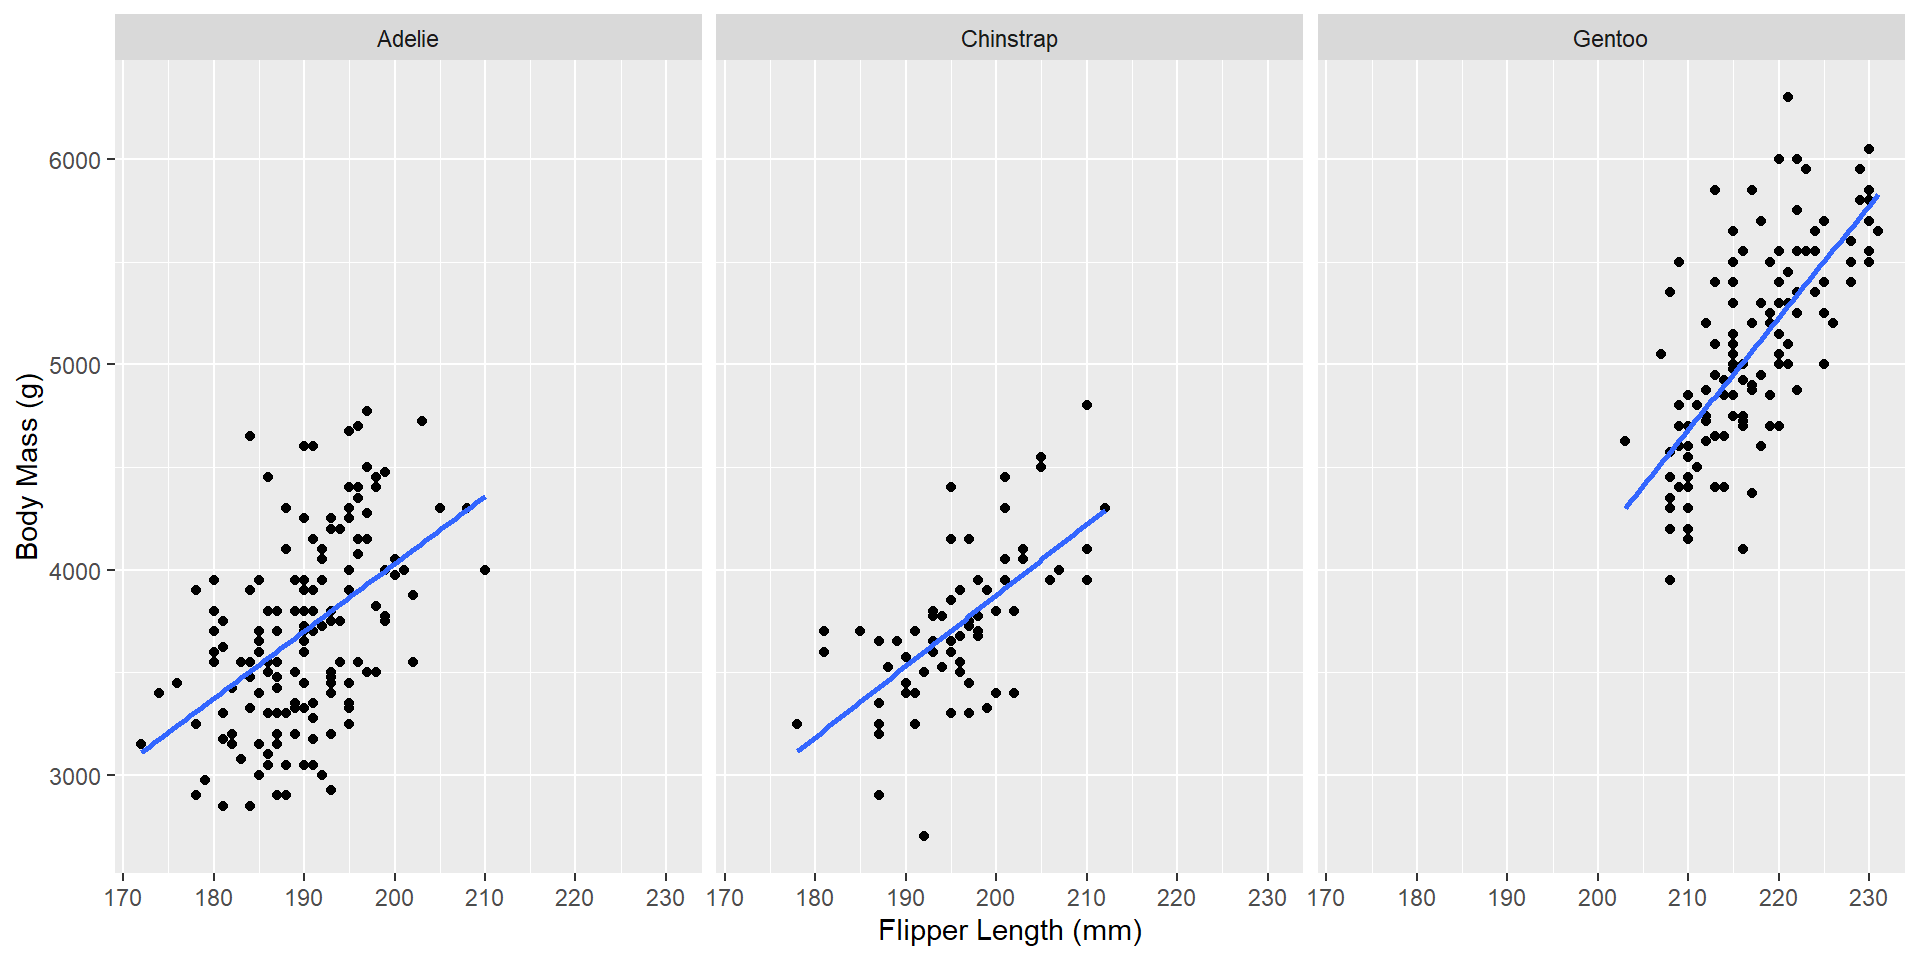 Adelie Chinstrap Gentoo
6000
5000
4000
3000
Body Mass (g)
170 180 190 200 210 220 230 170 180 190 200 210 220 230 170 180 190 200 210 220 230
Flipper Length (mm)